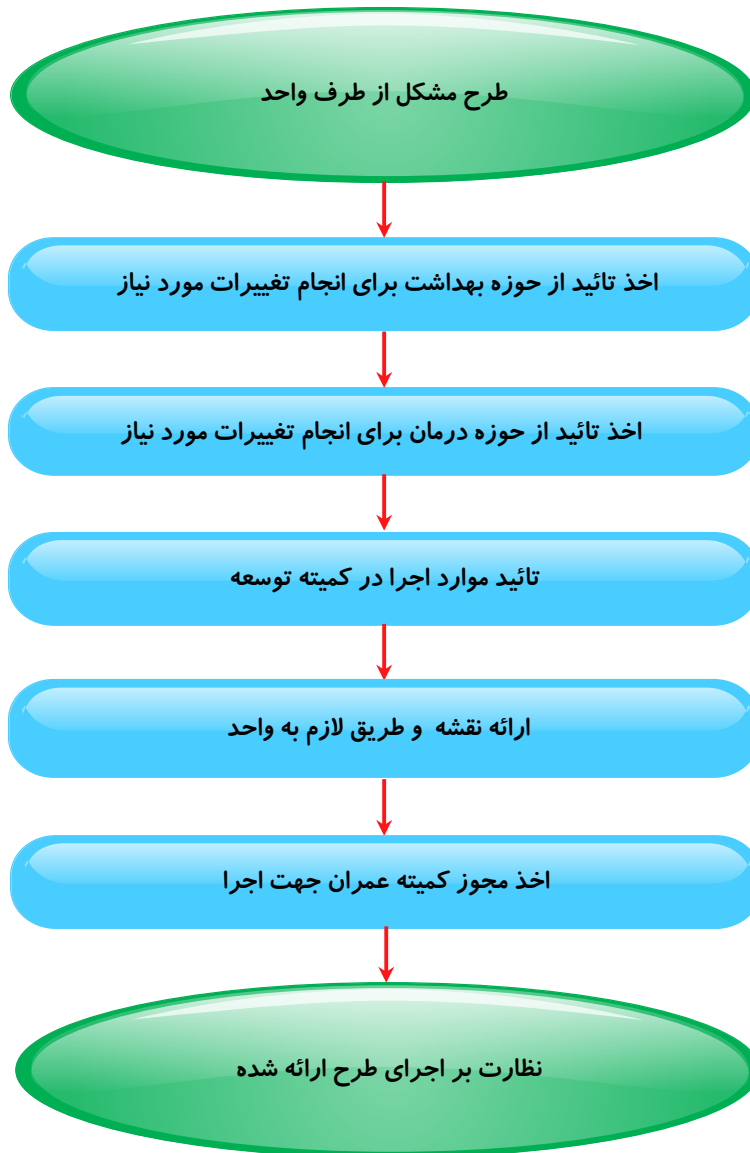 طرح مشکل از طرف واحد
اخذ تائید از حوزه بهداشت برای انجام تغییرات مورد نیاز
اخذ تائید از حوزه درمان برای انجام تغییرات مورد نیاز
تائید موارد اجرا در کمیته توسعه
ارائه نقشه و طریق لازم به واحد
اخذ مجوز کمیته عمران جهت اجرا
نظارت بر اجرای طرح ارائه شده